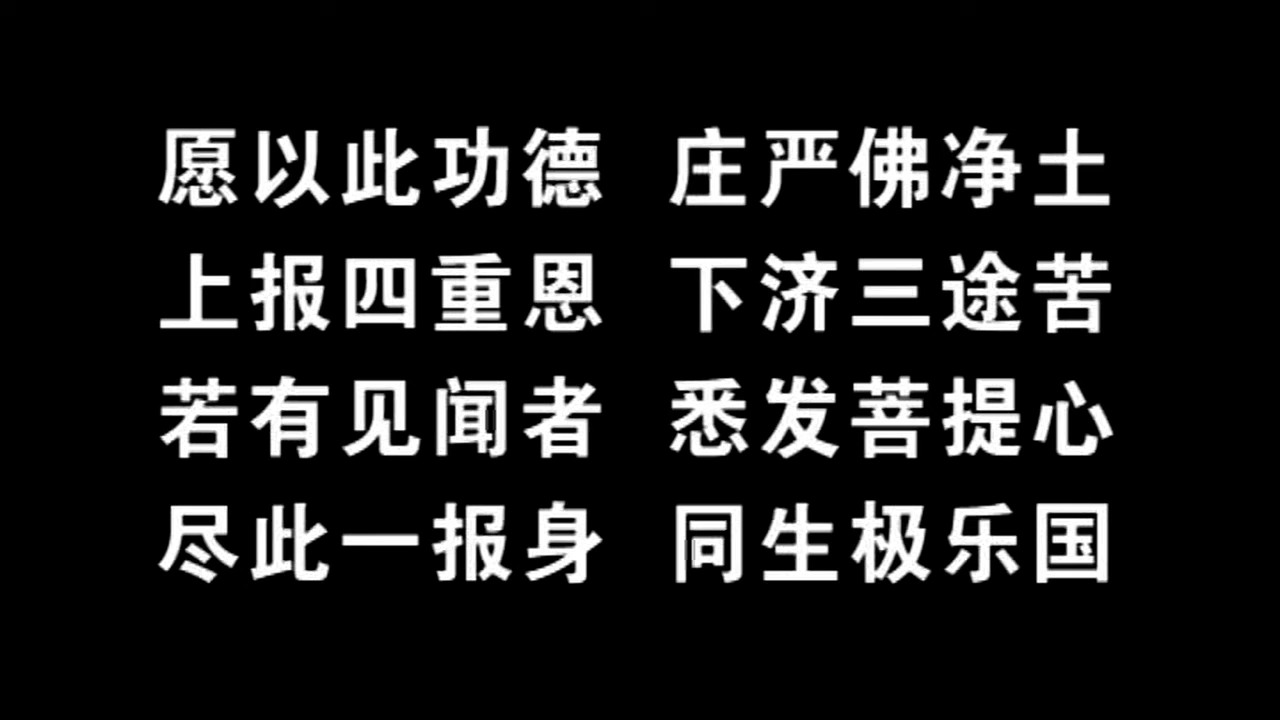 愿以此功德 庄严佛净土
上报四重恩 下济三途苦
若有见闻者 悉发菩提心
尽此一报身 同生极乐国